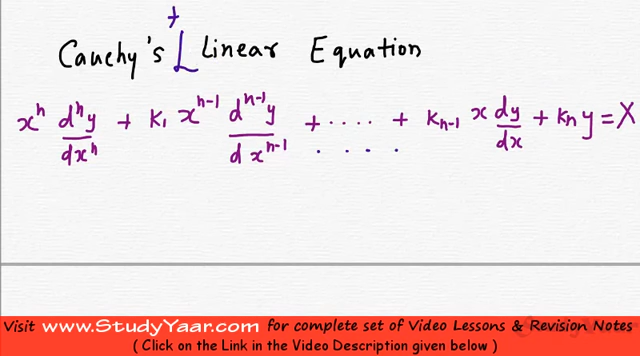 Cauchy's L Linear Equation
xⁿ dⁿy/dxⁿ + K₁ xⁿ⁻¹ dⁿ⁻¹y/dxⁿ⁻¹ + .... + Kₙ₋₁ x dy/dx + Kₙ y = X
Visit www.StudyYaar.com for complete set of Video Lessons & Revision Notes
( Click on the Link in the Video Description given below )